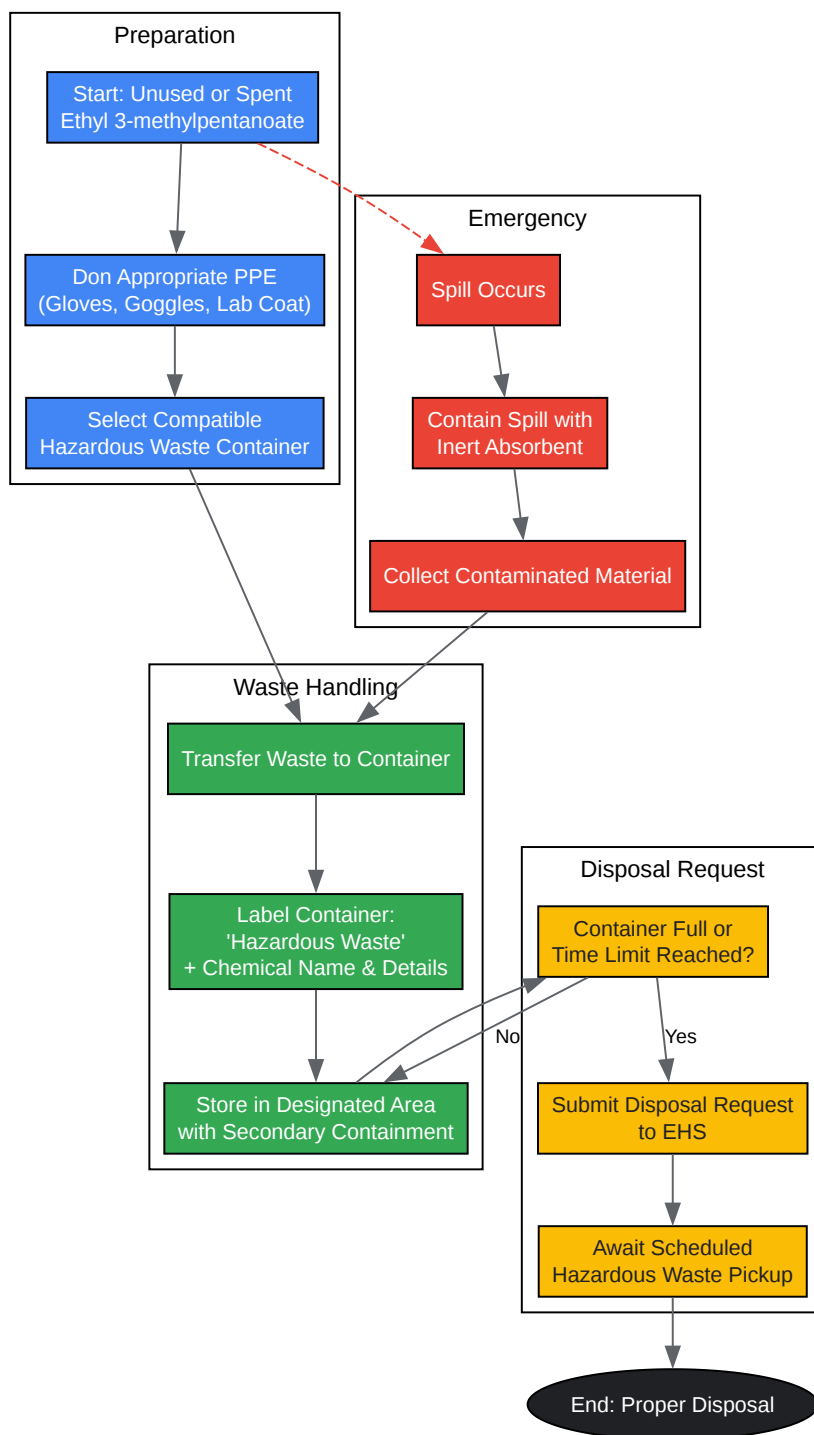 Preparation
Start: Unused or Spent
Ethyl 3-methylpentanoate
Don Appropriate PPE
(Gloves, Goggles, Lab Coat)
Select Compatible
Hazardous Waste Container
Emergency
Spill Occurs
Contain Spill with
Inert Absorbent
Collect Contaminated Material
Waste Handling
Transfer Waste to Container
Label Container:
'Hazardous Waste'
+ Chemical Name & Details
Store in Designated Area
with Secondary Containment
Disposal Request
Container Full or
Time Limit Reached?
No
Yes
Submit Disposal Request
to EHS
Await Scheduled
Hazardous Waste Pickup
End: Proper Disposal